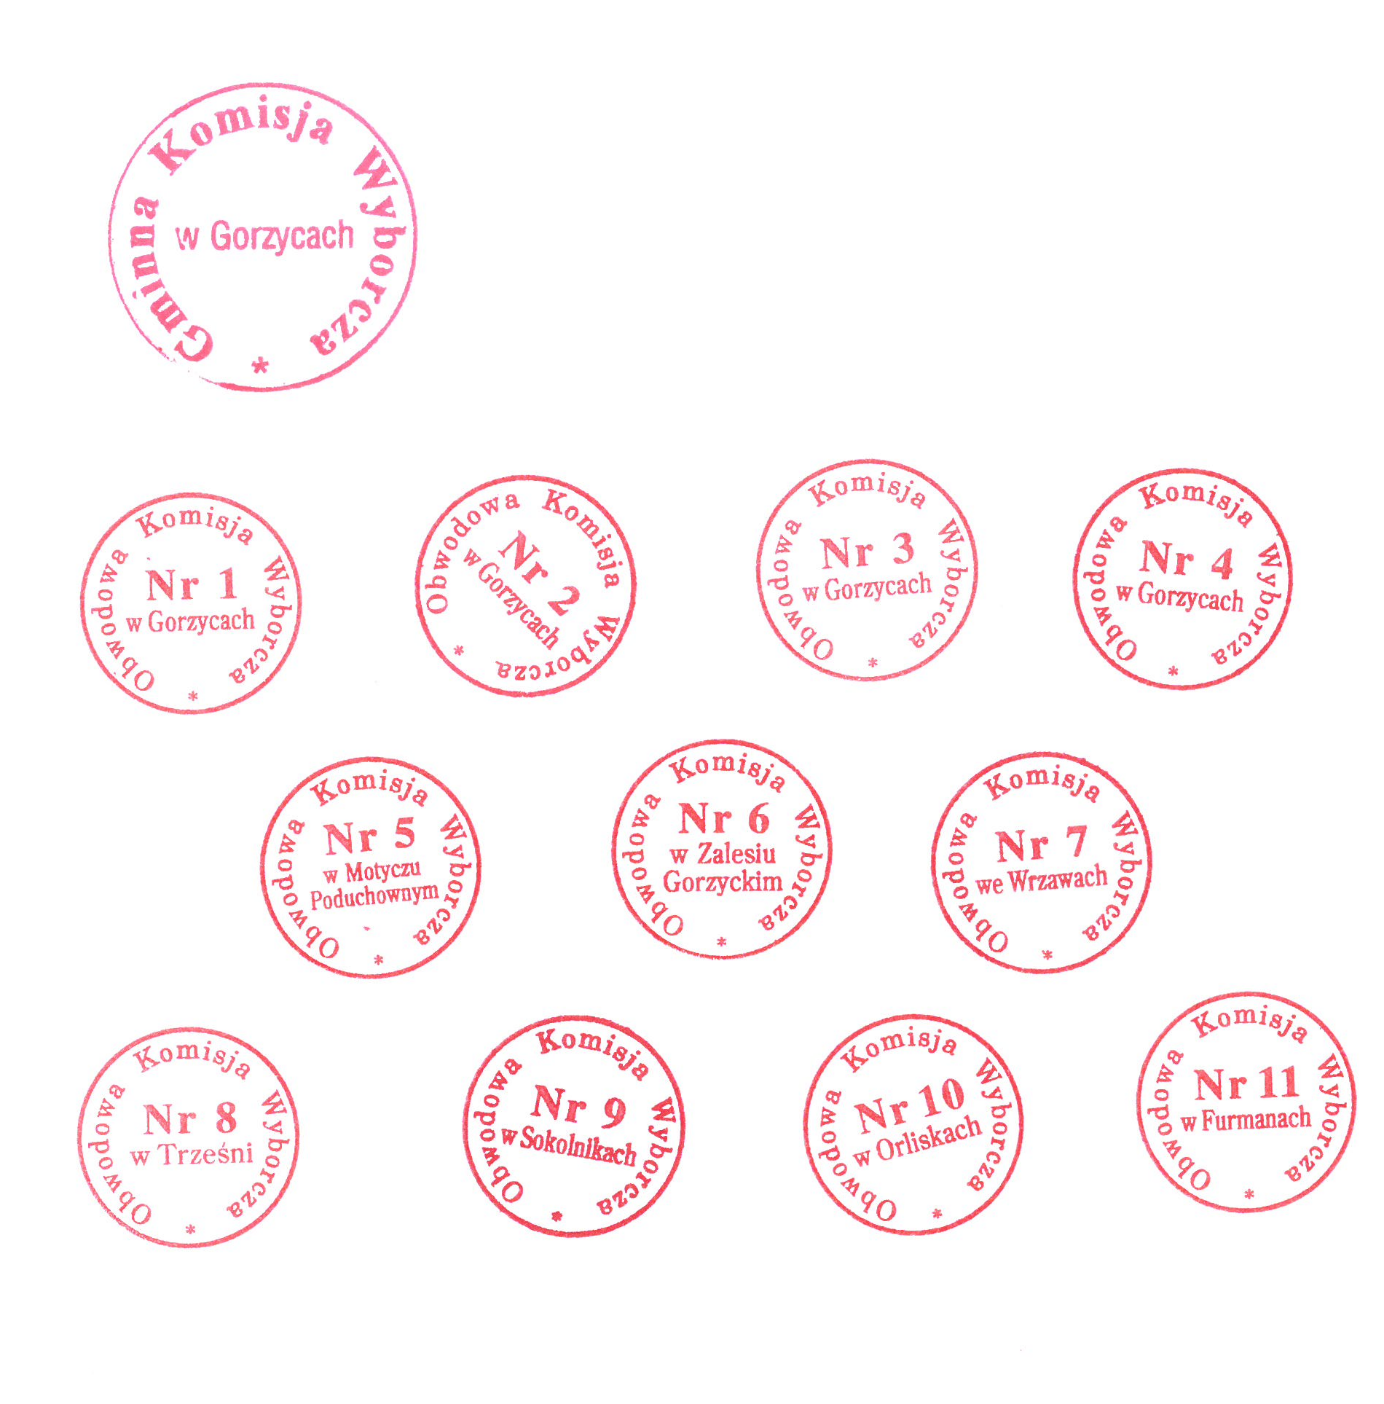 Gminna Komisja Wyborcza *
w Gorzycach
Obwodowa Komisja Wyborcza *
Nr 1
w Gorzycach
Obwodowa Komisja Wyborcza *
Nr 2
w Gorzycach
Obwodowa Komisja Wyborcza *
Nr 3
w Gorzycach
Obwodowa Komisja Wyborcza *
Nr 4
w Gorzycach
Obwodowa Komisja Wyborcza *
Nr 5
w Motyczu
Poduchownym
Obwodowa Komisja Wyborcza *
Nr 6
w Zalesiu
Gorzyckim
Obwodowa Komisja Wyborcza *
Nr 7
we Wrzawach
Obwodowa Komisja Wyborcza *
Nr 8
w Trześni
Obwodowa Komisja Wyborcza *
Nr 9
w Sokolnikach
Obwodowa Komisja Wyborcza *
Nr 10
w Orliskach
Obwodowa Komisja Wyborcza *
Nr 11
w Furmanach